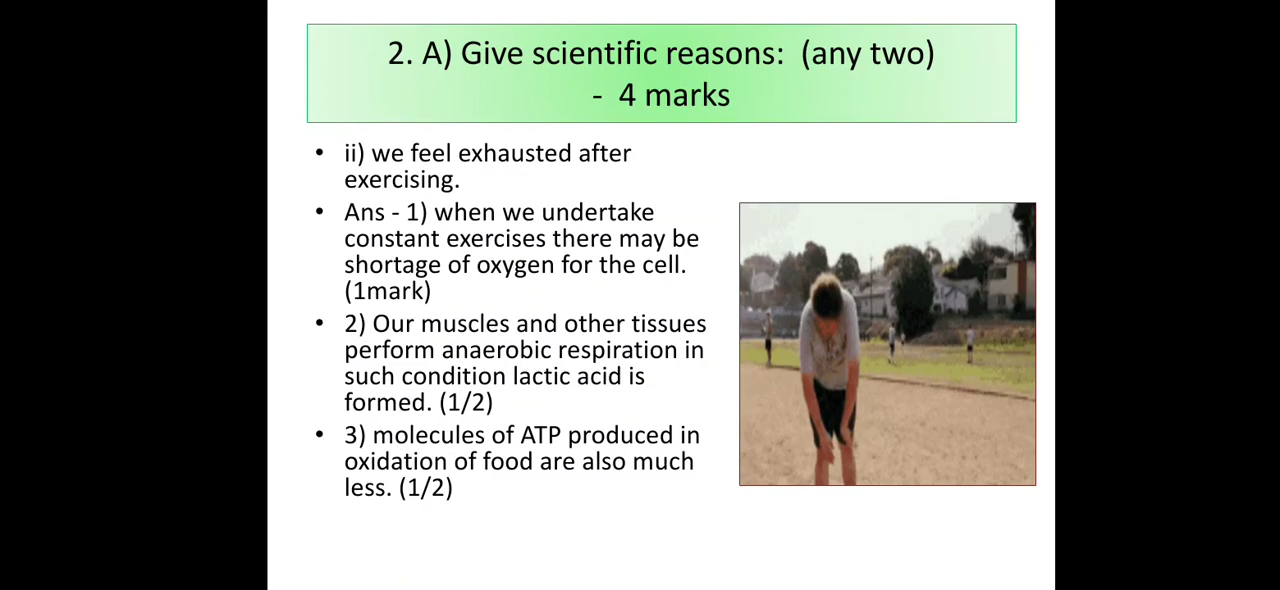 2. A) Give scientific reasons:  (any two)
-  4 marks
• ii) we feel exhausted after
exercising.
• Ans - 1) when we undertake
constant exercises there may be
shortage of oxygen for the cell.
(1mark)
• 2) Our muscles and other tissues
perform anaerobic respiration in
such condition lactic acid is
formed. (1/2)
• 3) molecules of ATP produced in
oxidation of food are also much
less. (1/2)